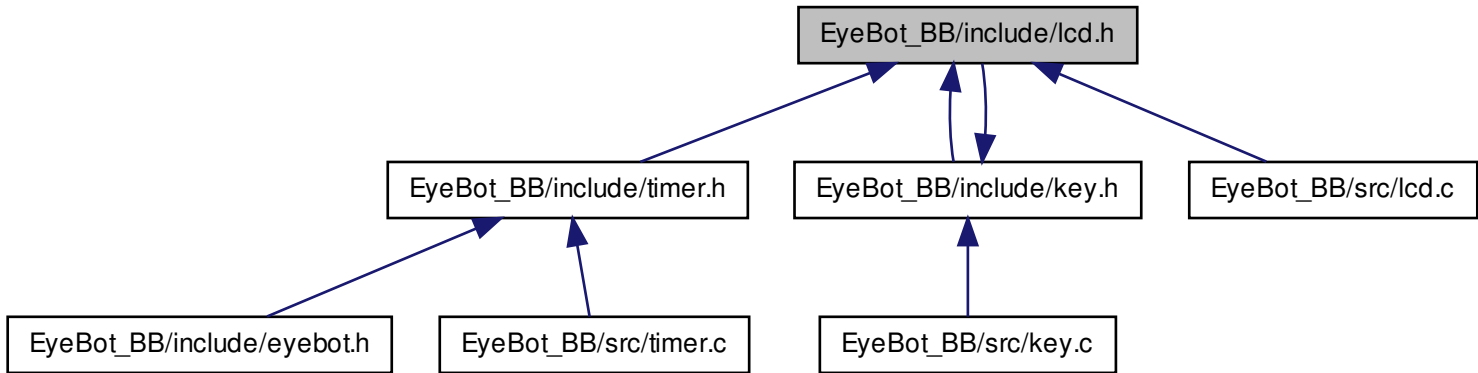 EyeBot_BB/include/lcd.h
EyeBot_BB/include/timer.h
EyeBot_BB/include/key.h
EyeBot_BB/src/lcd.c
EyeBot_BB/include/eyebot.h
EyeBot_BB/src/timer.c
EyeBot_BB/src/key.c